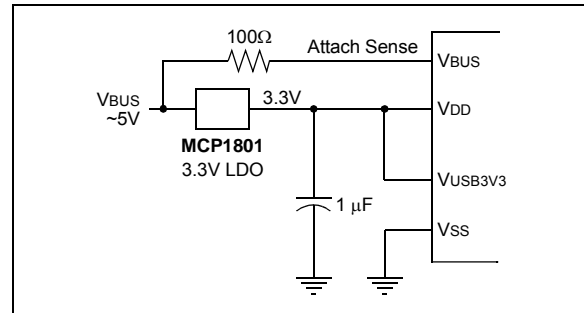 100Ω
Attach Sense
VBUS
VBUS
~5V
3.3V
VDD
MCP1801
3.3V LDO
VUSB3V3
1 μF
VSS